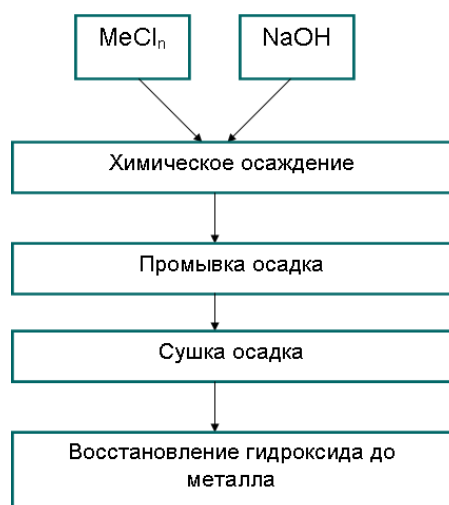 MeClₙ
NaOH
Химическое осаждение
Промывка осадка
Сушка осадка
Восстановление гидроксида до
металла